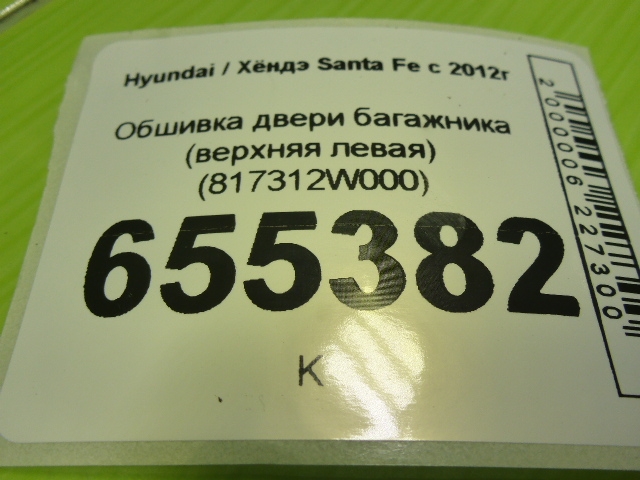 Hyundai / Хёндэ Santa Fe с 2012г
Обшивка двери багажника
(верхняя левая)
(817312W000)
655382
К
2000006227300